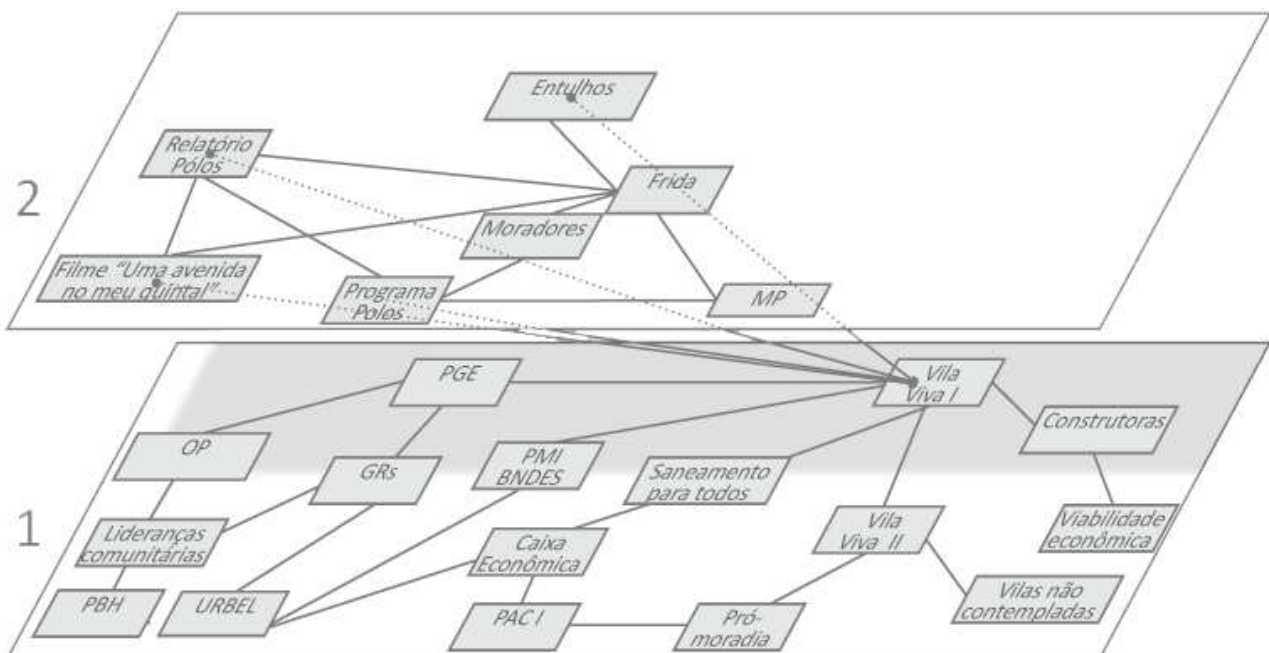 Entulhos
Relatório
Pólos
2
Frida
Moradores
Filme “Uma avenida
no meu quintal”
Programa
Polos
MP
PGE
Vila
Viva I
Construtoras
OP
GRs
PMI
BNDES
Saneamento
para todos
1
Lideranças
comunitárias
Caixa
Econômica
Vila
Viva II
Viabilidade
econômica
PBH
URBEL
PAC I
Pró-
moradia
Vilas não
contempladas